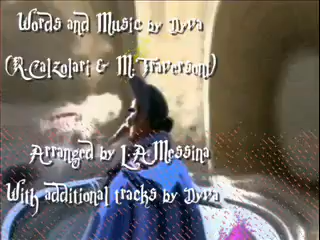 Words and Music by Dyva
(R. Calzolari & M. Traversoni)
Arranged by L.A Messina
With additional tracks by Dyva